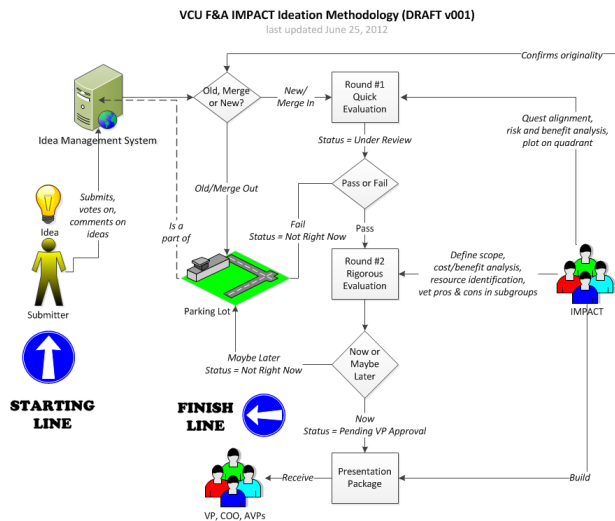 VCU F&A IMPACT Ideation Methodology (DRAFT v001)
last updated June 25, 2012
Confirms originality
Old, Merge
or New?
New/
Merge In
Round #1
Quick
Evaluation
Idea Management System
Quest alignment,
risk and benefit analysis,
plot on quadrant
Status = Under Review
Submits,
votes on,
comments on
ideas
Old/Merge Out
Pass or Fail
Idea
Is a
part of
Fail
Status = Not Right Now
Pass
Submitter
Parking Lot
Round #2
Rigorous
Evaluation
Define scope,
cost/benefit analysis,
resource identification,
vet pros & cons in subgroups
IMPACT
Maybe Later
Status = Not Right Now
Now or
Maybe
Later
STARTING
LINE
FINISH
LINE
Now
Status = Pending VP Approval
Receive
Presentation
Package
Build
VP, COO, AVPs